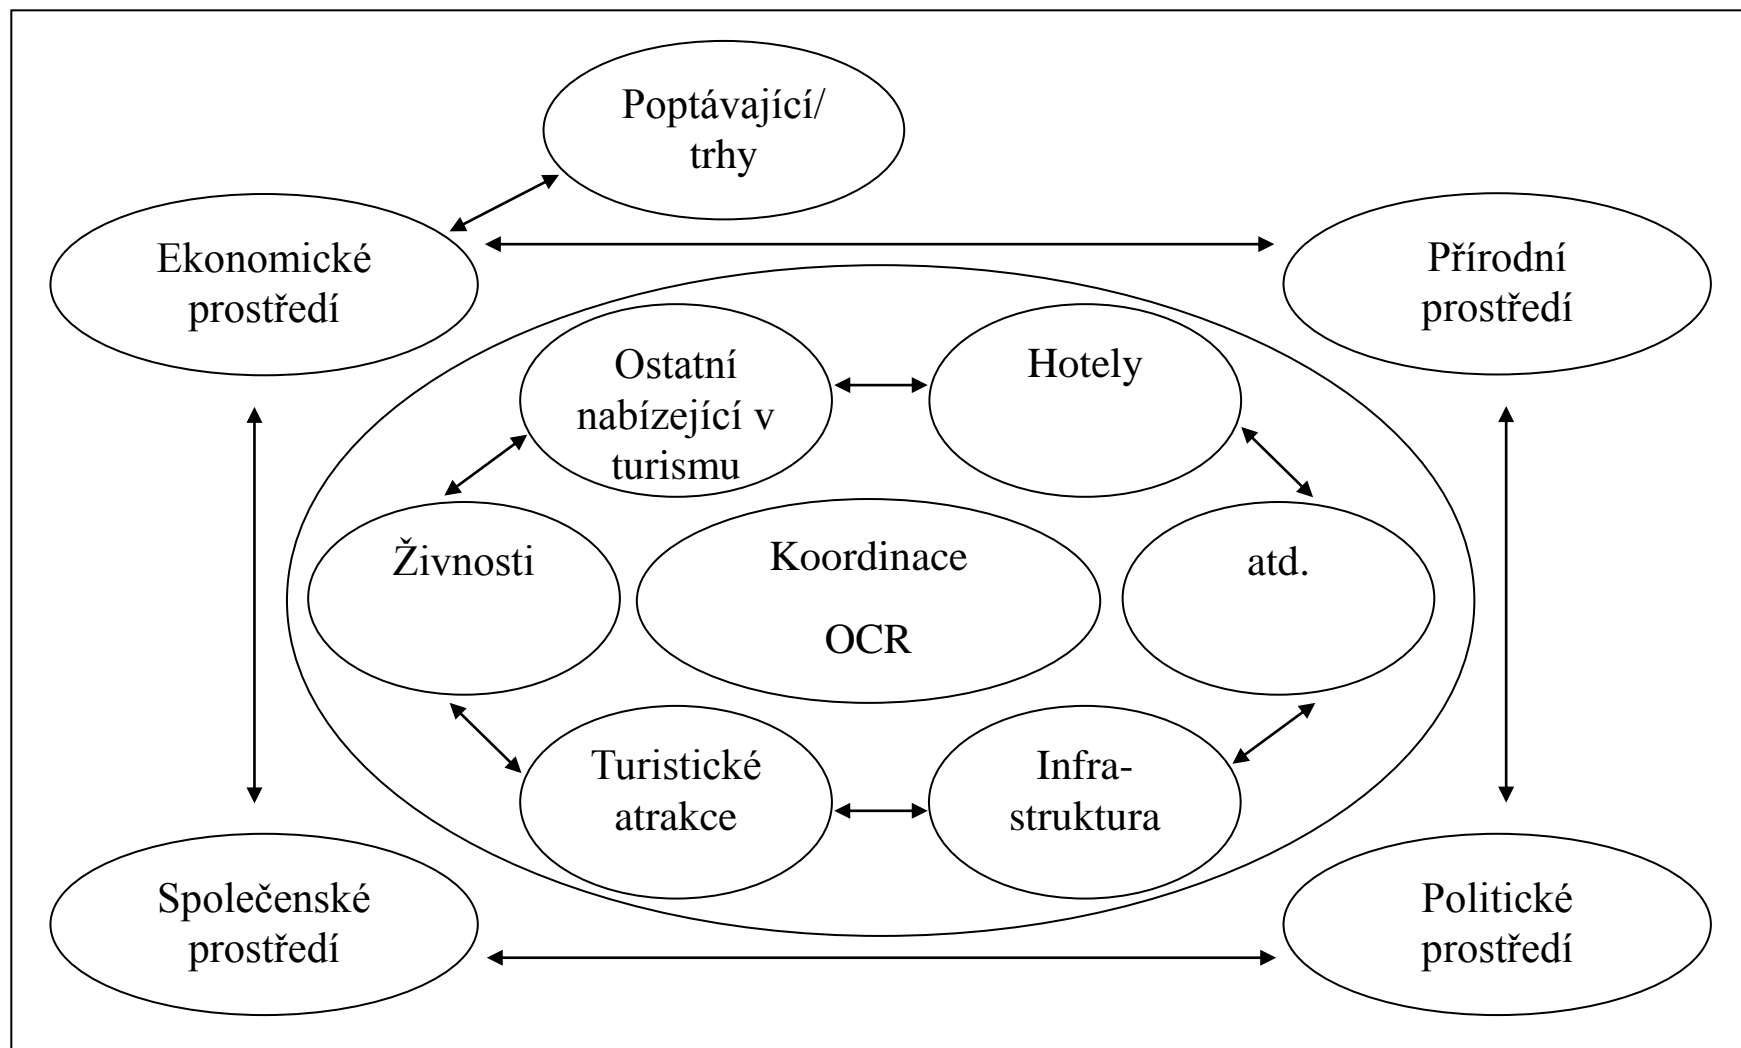 Poptávající/
trhy
Ekonomické
prostředí
Přírodní
prostředí
Ostatní
nabízející v
turismu
Hotely
Živnosti
Koordinace
OCR
atd.
Turistické
atrakce
Infra-
struktura
Společenské
prostředí
Politické
prostředí